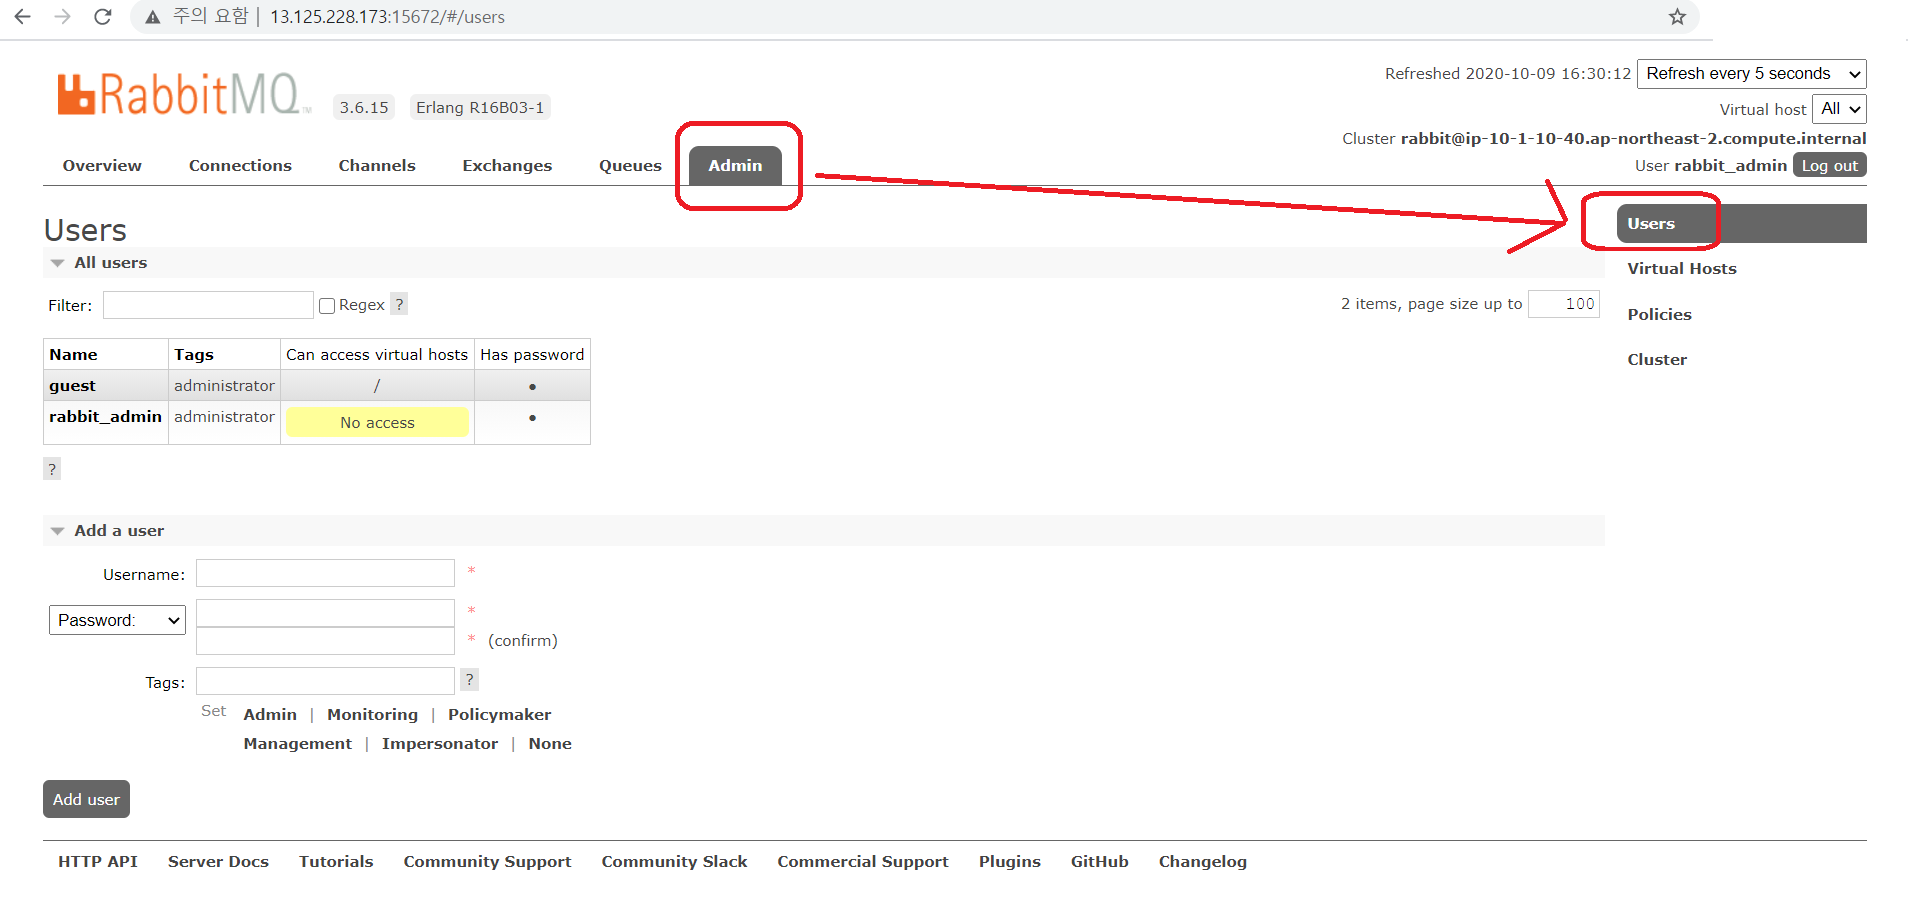 주의 요함 | 13.125.228.173:15672/#/users
RabbitMQ™ 3.6.15 Erlang R16B03-1
Refreshed 2020-10-09 16:30:12 Refresh every 5 seconds
Virtual host All
Cluster rabbit@ip-10-1-10-40.ap-northeast-2.compute.internal
User rabbit_admin Log out
Overview Connections Channels Exchanges Queues Admin
Users
Virtual Hosts
Policies
Cluster
Users
All users
Filter: Regex ? 2 items, page size up to 100
Name Tags Can access virtual hosts Has password
guest administrator / ●
rabbit_admin administrator No access ●
?
Add a user
Username: *
Password: *
* (confirm)
Tags: ?
Set Admin | Monitoring | Policymaker
Management | Impersonator | None
Add user
HTTP API Server Docs Tutorials Community Support Community Slack Commercial Support Plugins GitHub Changelog